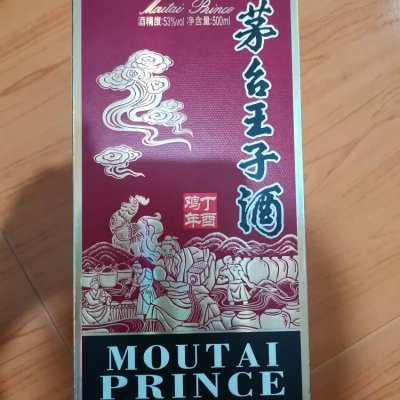 Moutai Prince
酒精度:53%vol 净含量:500ml
茅台王子酒
丁酉
鸡年
MOUTAI
PRINCE